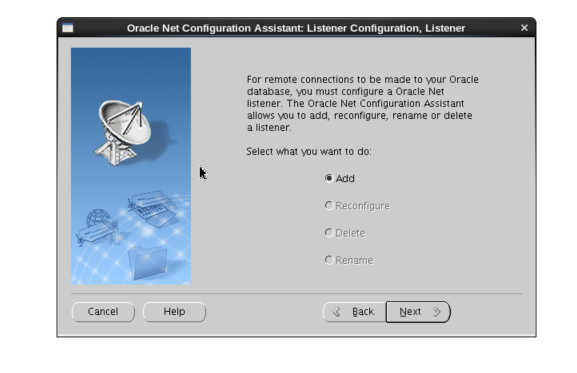 Oracle Net Configuration Assistant: Listener Configuration, Listener
For remote connections to be made to your Oracle
database, you must configure a Oracle Net
listener. The Oracle Net Configuration Assistant
allows you to add, reconfigure, rename or delete
a listener.
Select what you want to do:
Add
Reconfigure
Delete
Rename
Cancel
Help
Back
Next